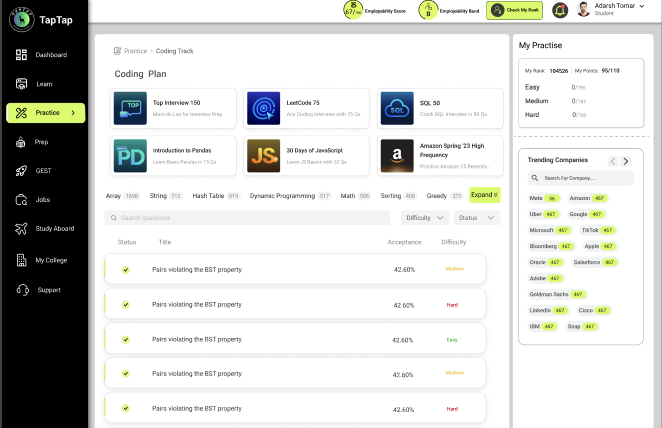 TapTap
Dashboard
Learn
Practice
Prep
GEST
Jobs
Study Aboard
My College
Support
67/100 Employability Score
B Employability Band
Check My Rank
Adarsh Tomar
Student
Practice > Coding Track
Coding Plan
Top Interview 150
Must-do List for Interview Prep
LeetCode 75
Ace Coding Interview with 75 Qs
SQL 50
Crack SQL Interview in 50 Qs
Introduction to Pandas
Learn Basic Pandas in 15 Qs
30 Days of JavaScript
Learn JS Basics with 30 Qs
Amazon Spring '23 High
Frequency
Practice Amazon 25 Recently...
TOP
SQL
PD
JS
a
Array 1698 String 712 Hash Table 619 Dynamic Programming 517 Math 506 Sorting 406 Greedy 371 Expand
Search questions
Difficulty
Status
Status Title Acceptance Difficulty
Pairs violating the BST property 42.60% Medium
Pairs violating the BST property 42.60% Hard
Pairs violating the BST property 42.60% Easy
Pairs violating the BST property 42.60% Medium
Pairs violating the BST property 42.60% Hard
My Practise
My Rank: 104526 My Points: 95/110
Easy
Medium
Hard
Trending Companies
Search For Company...
Meta 96 Amazon 467
Uber 467 Google 467
Microsoft 467 TikTok 467
Bloomberg 467 Apple 467
Oracle 467 Salseforce 467
Adobe 467
Goldman Sachs 467
LinkedIn 467 Cisco 467
IBM 467 Snap 467